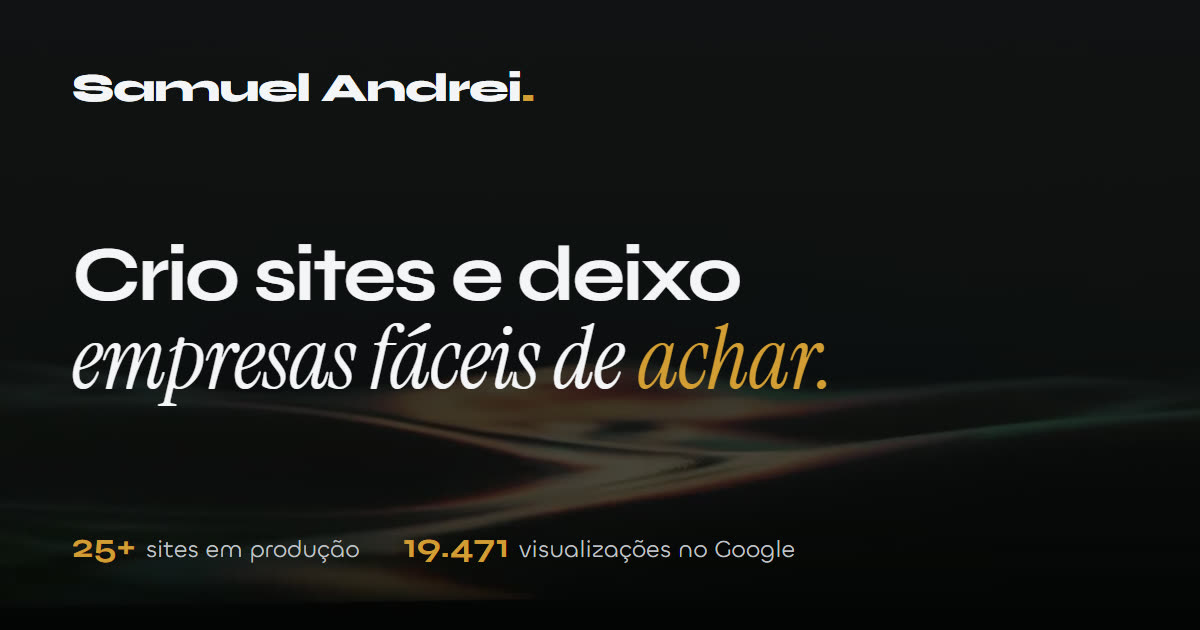 Samuel Andrei.
Crio sites e deixo
empresas fáceis de achar.
25+ sites em produção 19.471 visualizações no Google